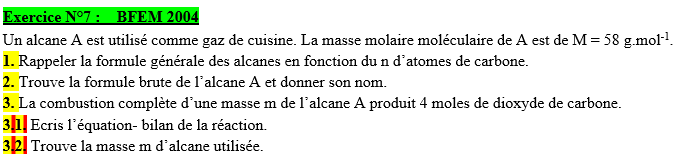 Exercice N°7 :    BFEM 2004
Un alcane A est utilisé comme gaz de cuisine. La masse molaire moléculaire de A est de M = 58 g.mol⁻¹.
1. Rappeler la formule générale des alcanes en fonction du n d’atomes de carbone.
2. Trouve la formule brute de l’alcane A et donner son nom.
3. La combustion complète d’une masse m de l’alcane A produit 4 moles de dioxyde de carbone.
3.1. Ecris l’équation- bilan de la réaction.
3.2. Trouve la masse m d’alcane utilisée.